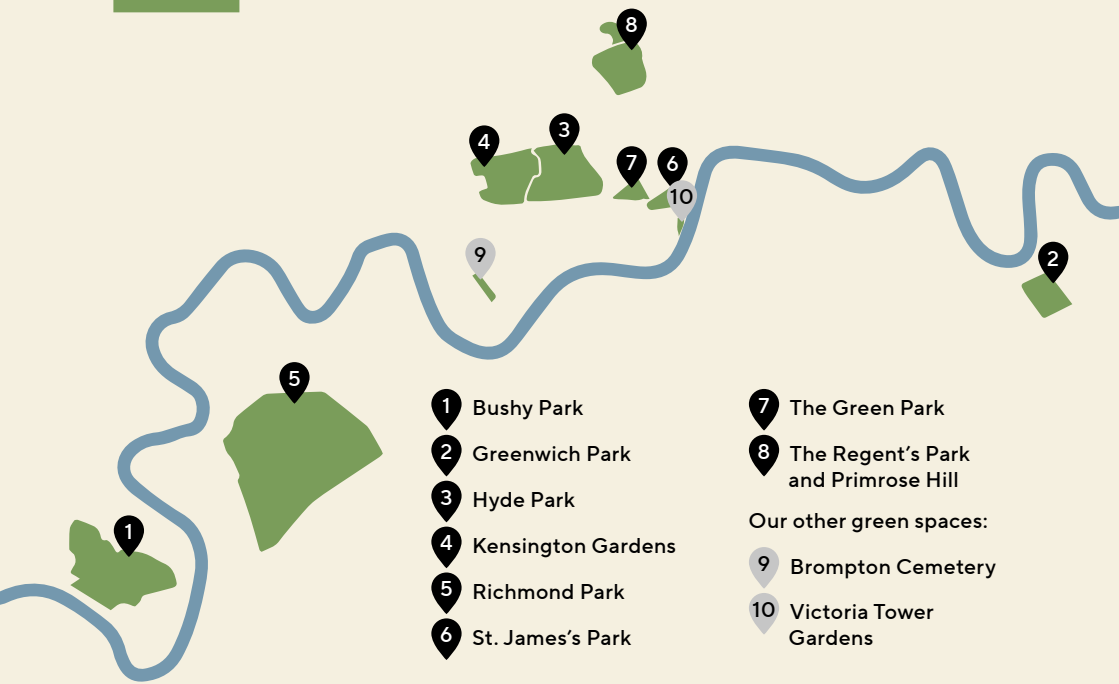 8
4
3
7
6
10
9
2
5
1
1 Bushy Park
2 Greenwich Park
3 Hyde Park
4 Kensington Gardens
5 Richmond Park
6 St. James’s Park
7 The Green Park
8 The Regent’s Park
and Primrose Hill
Our other green spaces:
9 Brompton Cemetery
10 Victoria Tower
Gardens